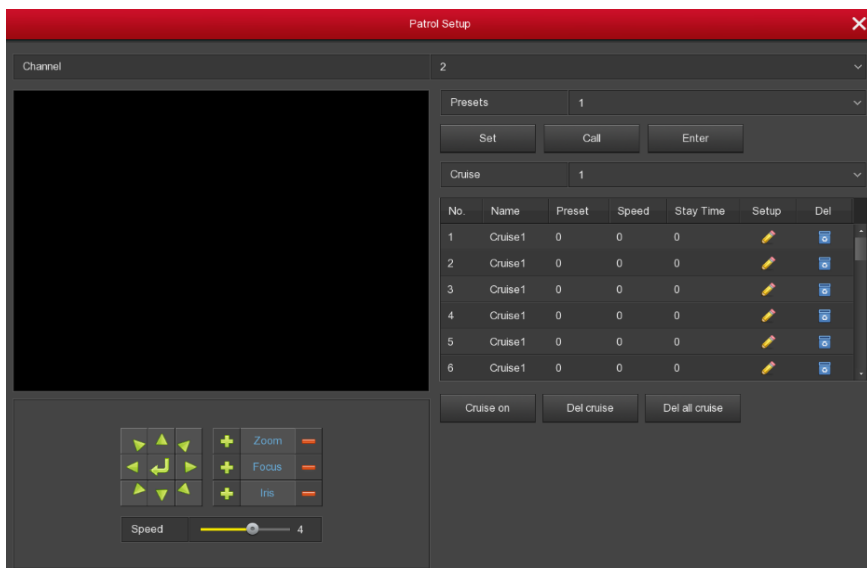 Patrol Setup
Channel 2
Presets 1
Set Call Enter
Cruise 1
No. Name Preset Speed Stay Time Setup Del
1 Cruise1 0 0 0
2 Cruise1 0 0 0
3 Cruise1 0 0 0
4 Cruise1 0 0 0
5 Cruise1 0 0 0
6 Cruise1 0 0 0
Cruise on Del cruise Del all cruise
Zoom
Focus
Iris
Speed 4